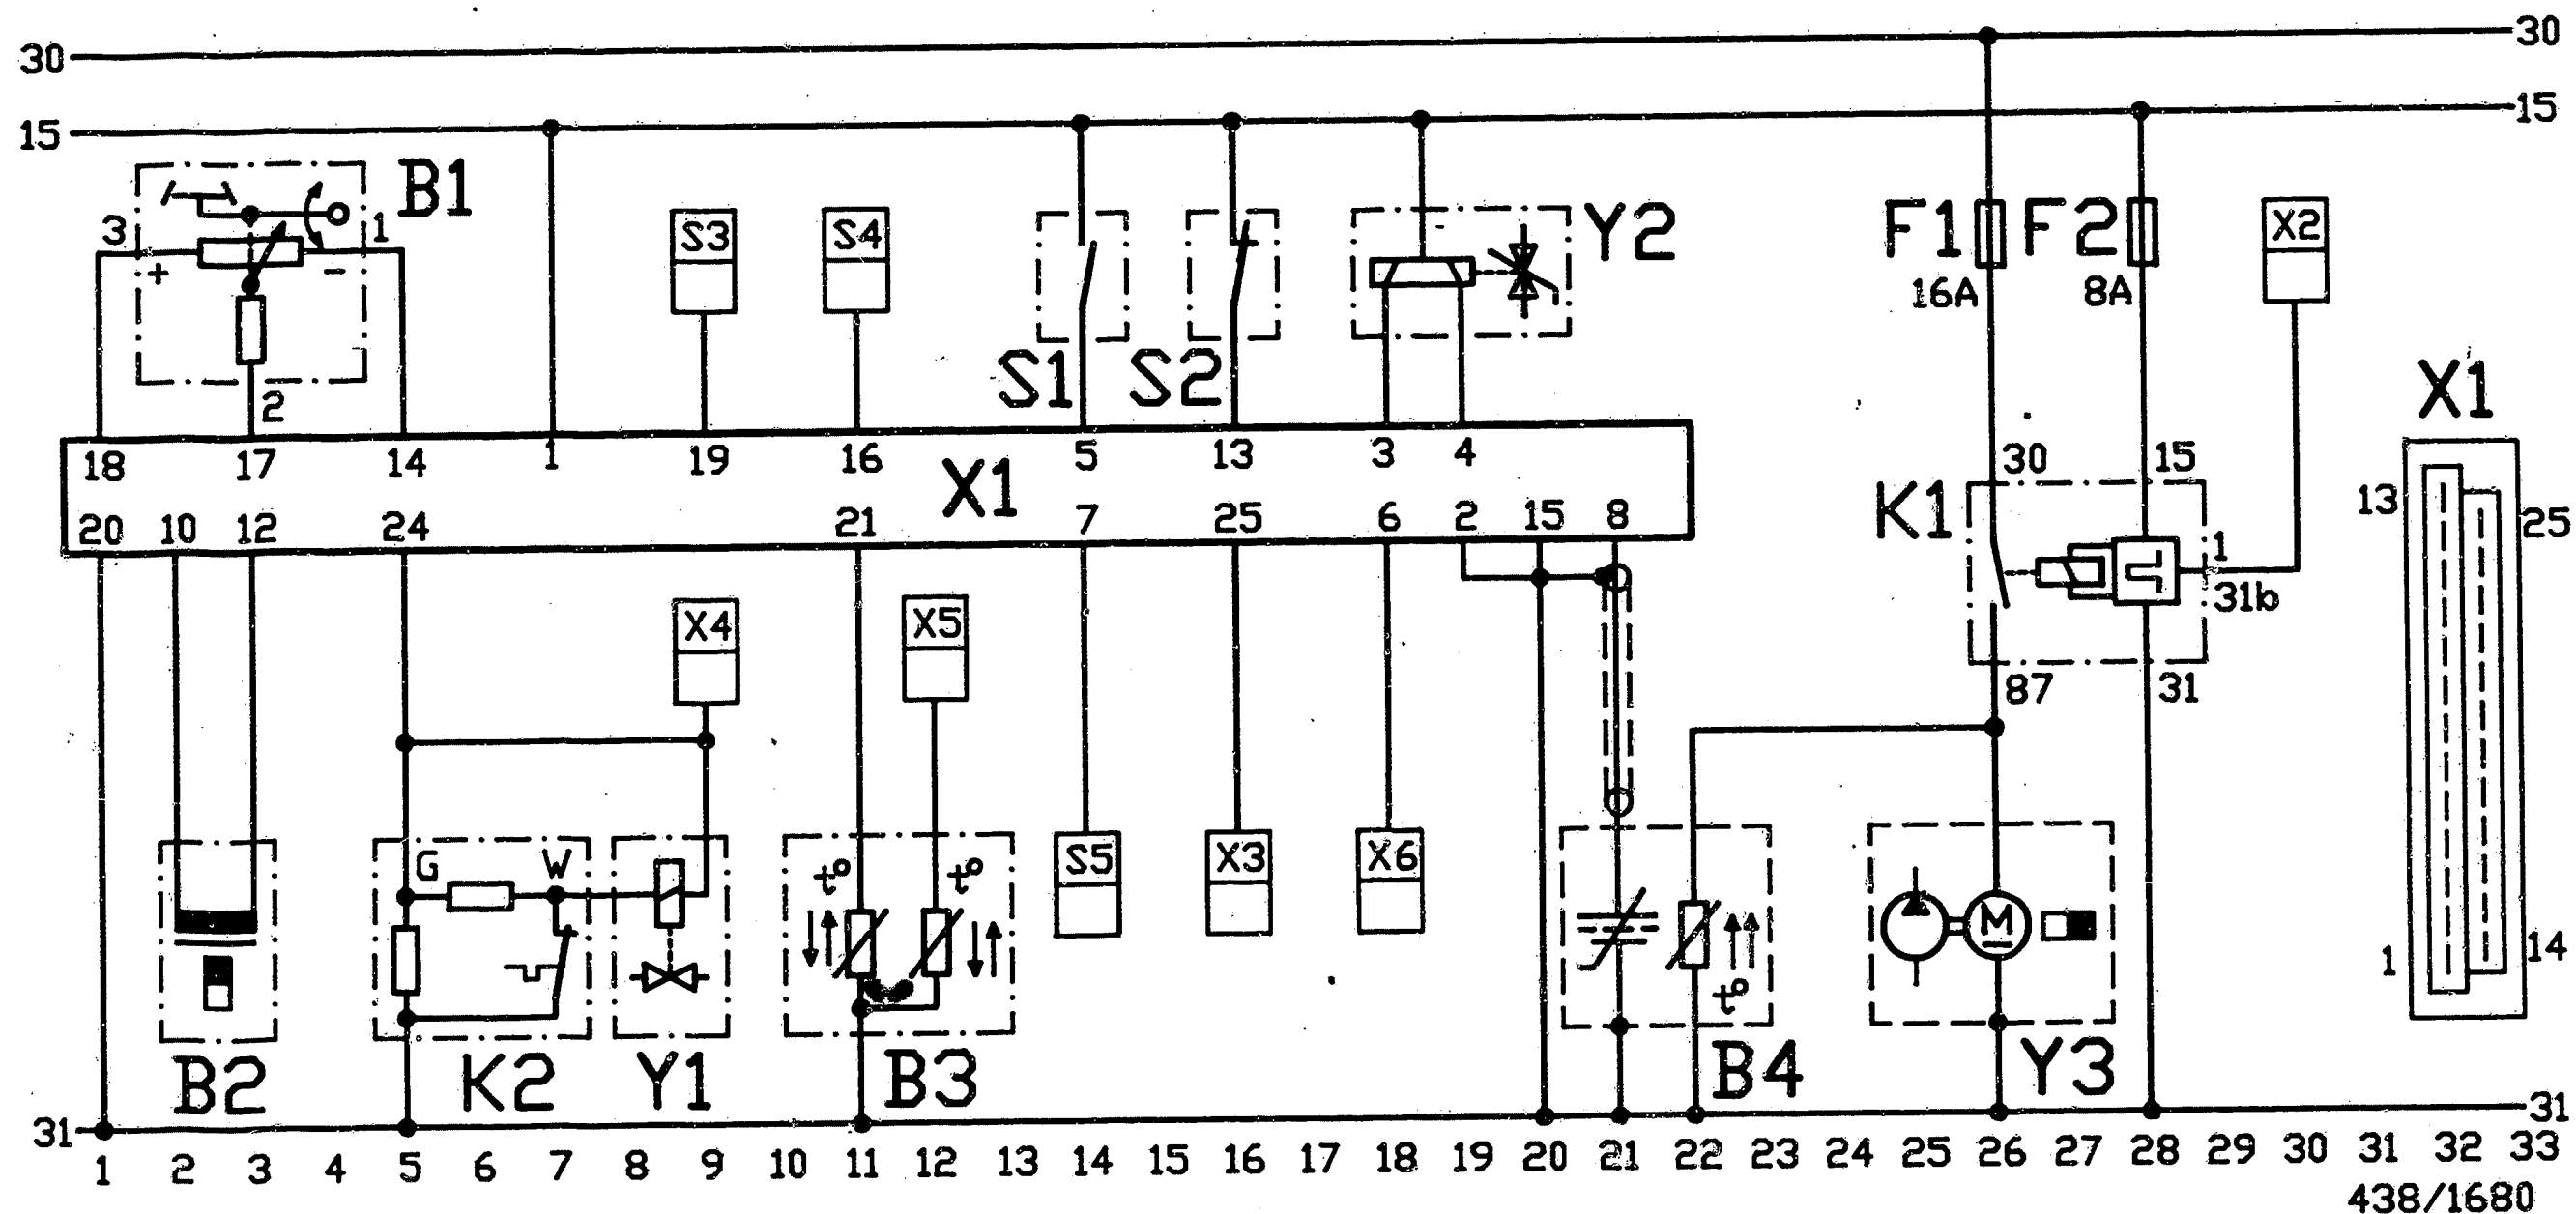 30 30
15 15
B1
3 1
+ -
2
S3 S4
S1 S2
Y2
F1 F2
16A 8A
X2
X1
18 17 14 1 19 16 5 13 3 4
X1
20 10 12 24 21 7 25 6 2 15 8
30 15
K1
1
31b
87 31
13 25
1 14
X4 X5
G W
t° t°
S5 X3 X6
t°
M
B2 K2 Y1 B3 B4 Y3
31 31
1 2 3 4 5 6 7 8 9 10 11 12 13 14 15 16 17 18 19 20 21 22 23 24 25 26 27 28 29 30 31 32 33
438/1680